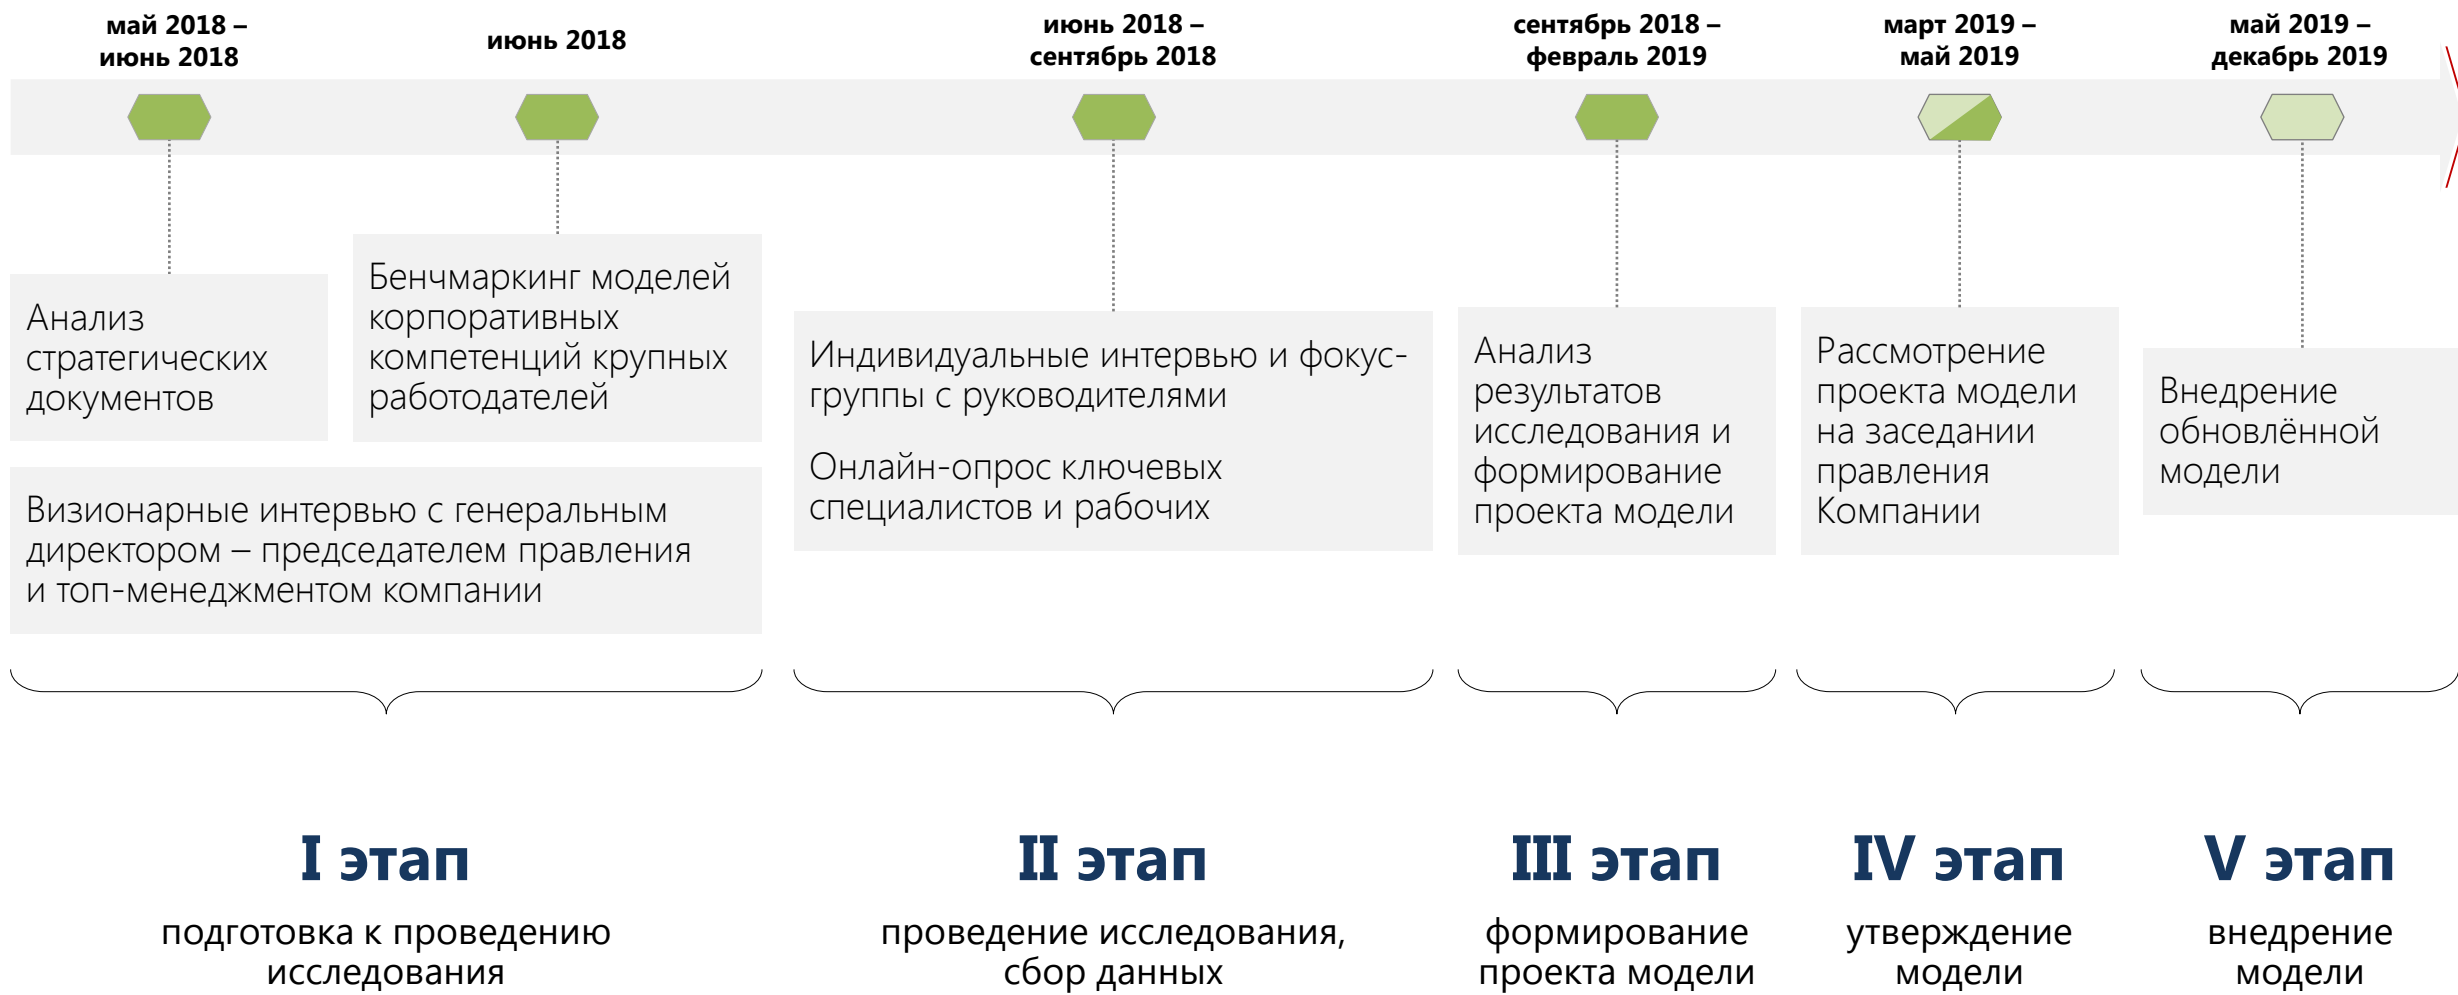 май 2018 –
июнь 2018
июнь 2018
июнь 2018 –
сентябрь 2018
сентябрь 2018 –
февраль 2019
март 2019 –
май 2019
май 2019 –
декабрь 2019
Анализ
стратегических
документов
Бенчмаркинг моделей
корпоративных
компетенций крупных
работодателей
Визионарные интервью с генеральным
директором – председателем правления
и топ-менеджментом компании
Индивидуальные интервью и фокус-
группы с руководителями
Онлайн-опрос ключевых
специалистов и рабочих
Анализ
результатов
исследования и
формирование
проекта модели
Рассмотрение
проекта модели
на заседании
правления
Компании
Внедрение
обновлённой
модели
I этап
подготовка к проведению
исследования
II этап
проведение исследования,
сбор данных
III этап
формирование
проекта модели
IV этап
утверждение
модели
V этап
внедрение
модели